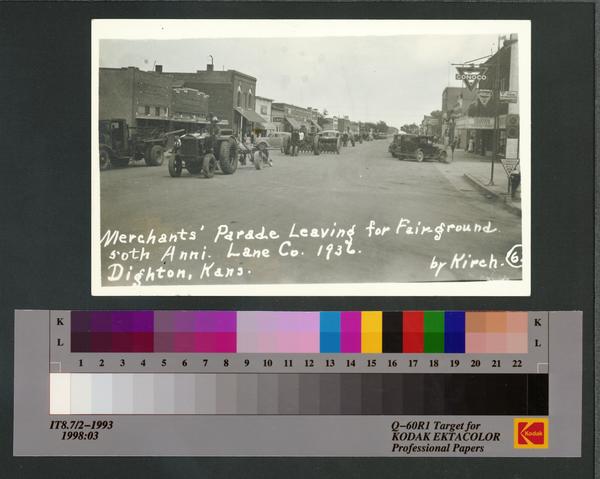 CONOCO
Merchants' Parade Leaving for Fairground.
50th Anni. Lane Co. 1936.
Dighton, Kans.
by Kirch. 6
K
L
1 2 3 4 5 6 7 8 9 10 11 12 13 14 15 16 17 18 19 20 21 22
K
L
IT8.7/2–1993
1998:03
Q–60R1 Target for
KODAK EKTACOLOR
Professional Papers
Kodak